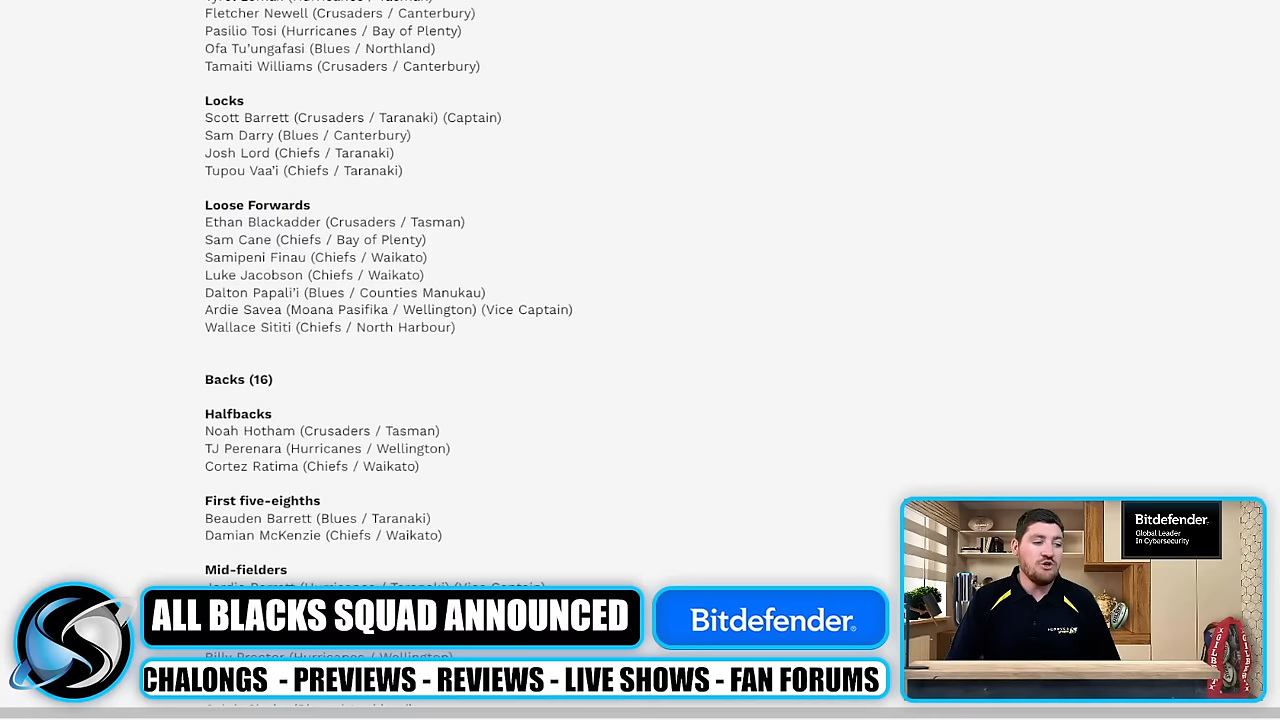 Fletcher Newell (Crusaders / Canterbury)
Pasilio Tosi (Hurricanes / Bay of Plenty)
Ofa Tu'ungafasi (Blues / Northland)
Tamaiti Williams (Crusaders / Canterbury)
Locks
Scott Barrett (Crusaders / Taranaki) (Captain)
Sam Darry (Blues / Canterbury)
Josh Lord (Chiefs / Taranaki)
Tupou Vaa'i (Chiefs / Taranaki)
Loose Forwards
Ethan Blackadder (Crusaders / Tasman)
Sam Cane (Chiefs / Bay of Plenty)
Samipeni Finau (Chiefs / Waikato)
Luke Jacobson (Chiefs / Waikato)
Dalton Papali'i (Blues / Counties Manukau)
Ardie Savea (Moana Pasifika / Wellington) (Vice Captain)
Wallace Sititi (Chiefs / North Harbour)
Backs (16)
Halfbacks
Noah Hotham (Crusaders / Tasman)
TJ Perenara (Hurricanes / Wellington)
Cortez Ratima (Chiefs / Waikato)
First five-eighths
Beauden Barrett (Blues / Taranaki)
Damian McKenzie (Chiefs / Waikato)
Mid-fielders
ALL BLACKS SQUAD ANNOUNCED
Bitdefender®
Billy Proctor (Hurricanes / Wellington)
CHALONGS - PREVIEWS - REVIEWS - LIVE SHOWS - FAN FORUMS
Bitdefender
Global Leader
In Cybersecurity